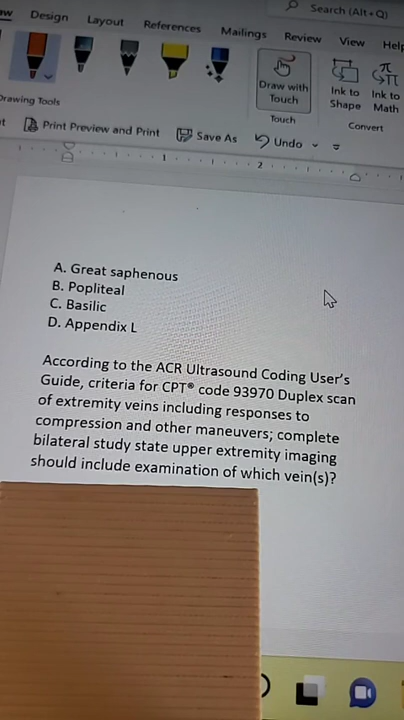 aw Design Layout References Mailings Review View Help
Search (Alt+Q)
Draw with Touch
Ink to Shape
Ink to Math
Drawing Tools
Touch
Convert
Print Preview and Print Save As Undo
1 2
A. Great saphenous
B. Popliteal
C. Basilic
D. Appendix L
According to the ACR Ultrasound Coding User's
Guide, criteria for CPT® code 93970 Duplex scan
of extremity veins including responses to
compression and other maneuvers; complete
bilateral study state upper extremity imaging
should include examination of which vein(s)?